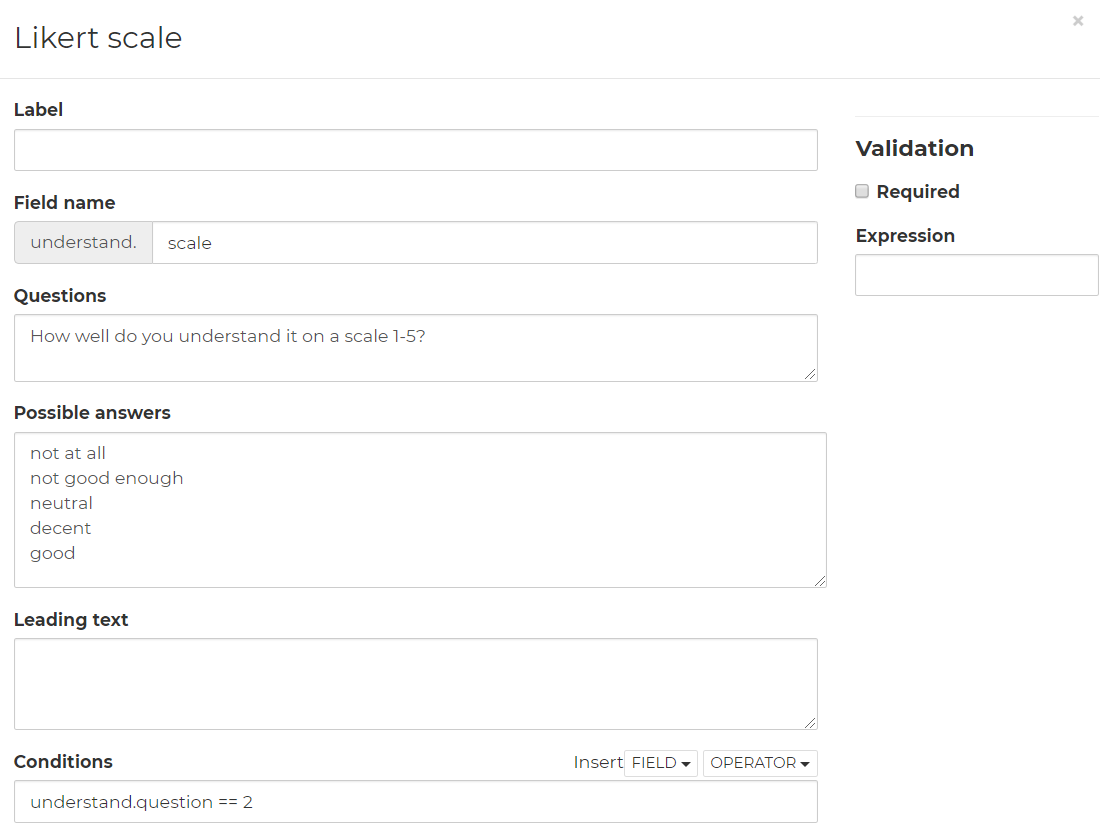 Likert scale
×
Label
Validation
Required
Field name
understand. scale
Expression
Questions
How well do you understand it on a scale 1-5?
Possible answers
not at all
not good enough
neutral
decent
good
Leading text
Conditions
Insert FIELD OPERATOR
understand.question == 2